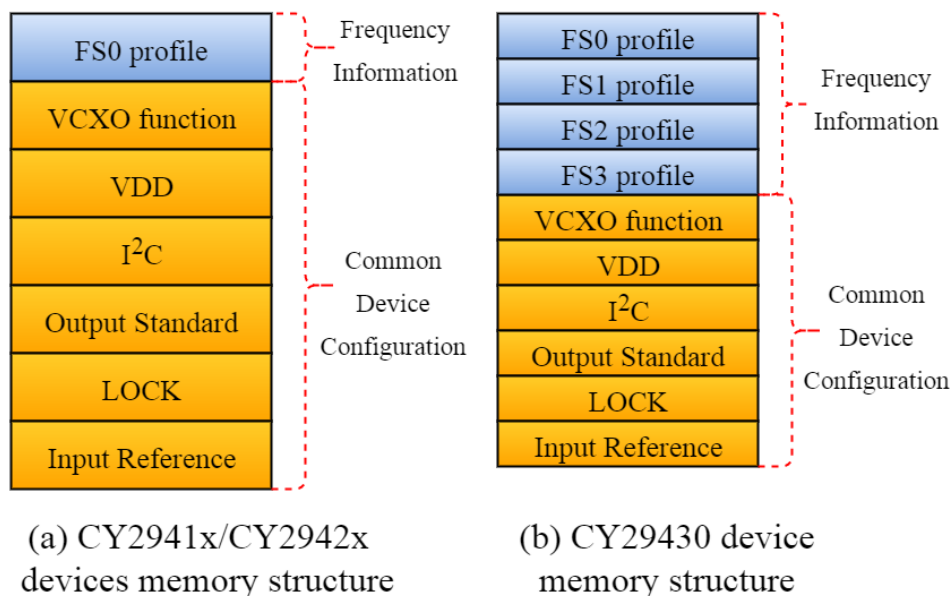 FS0 profile
VCXO function
VDD
I²C
Output Standard
LOCK
Input Reference
Frequency
Information
Common
Device
Configuration
(a) CY2941x/CY2942x
devices memory structure
FS0 profile
FS1 profile
FS2 profile
FS3 profile
VCXO function
VDD
I²C
Output Standard
LOCK
Input Reference
Frequency
Information
Common
Device
Configuration
(b) CY29430 device
memory structure